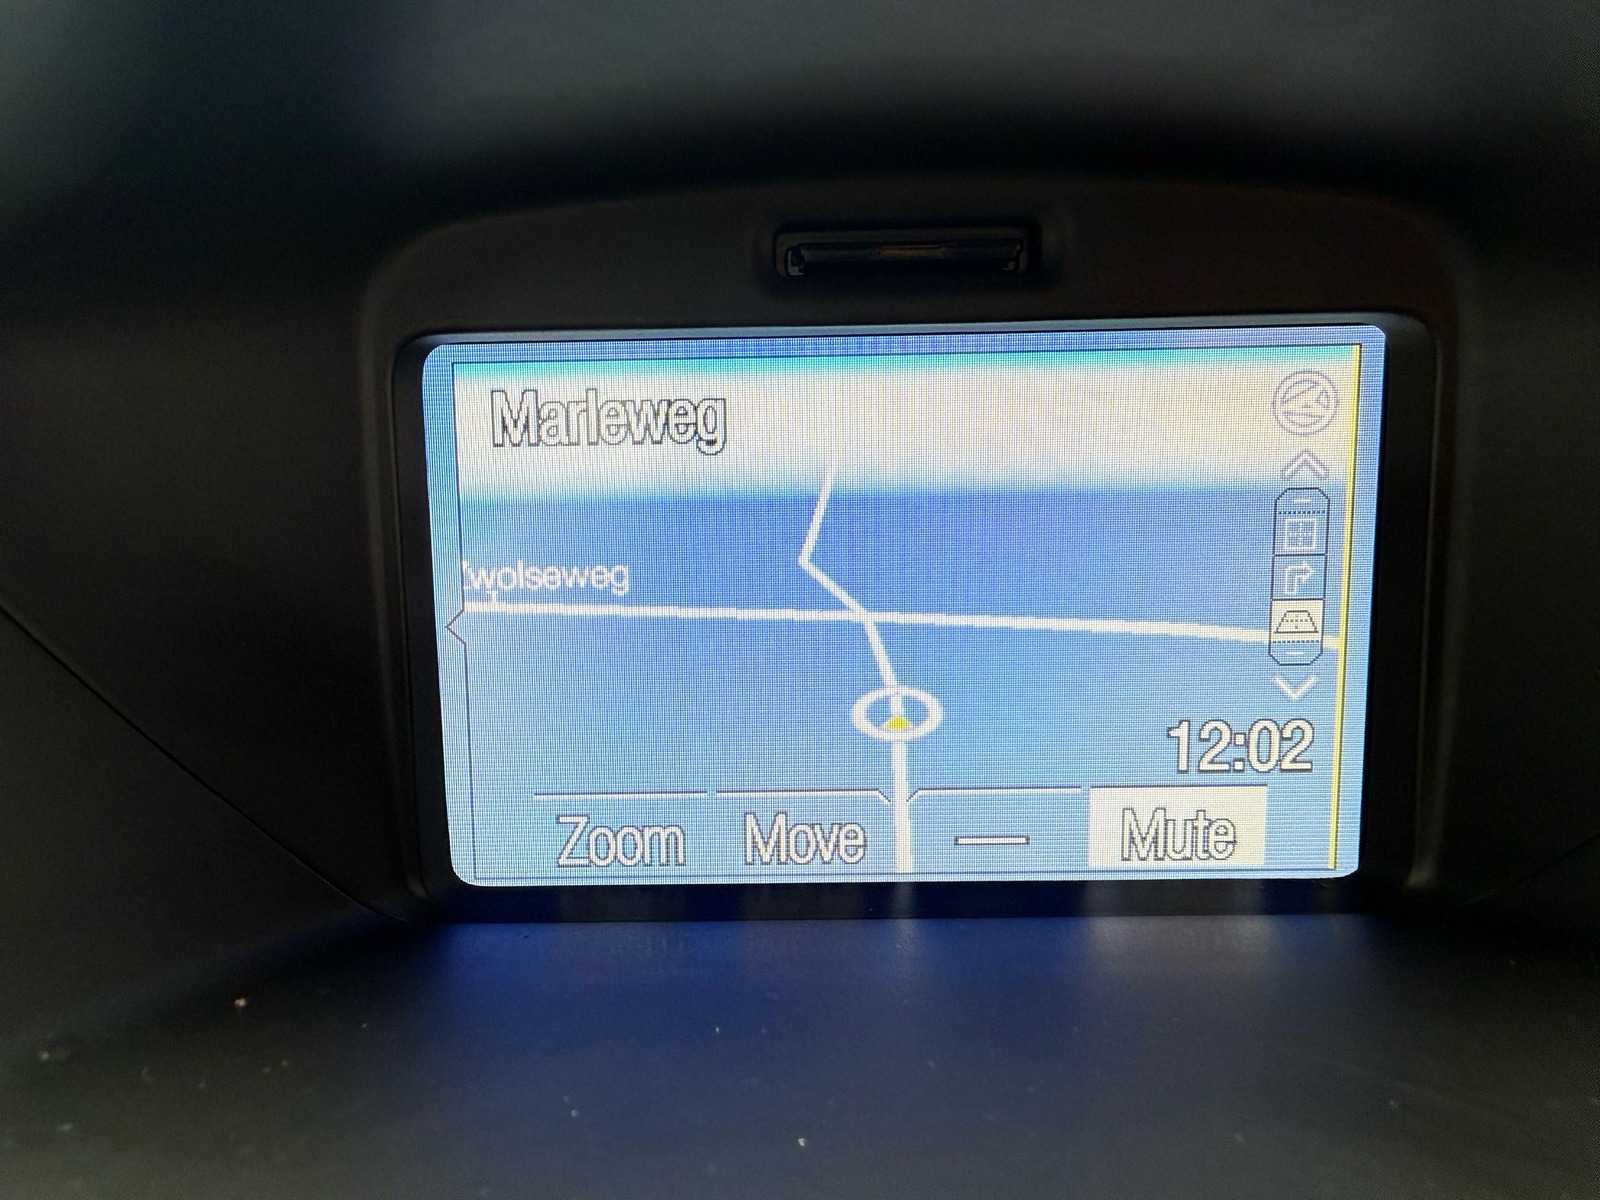 Marleweg
Zwolseweg
12:02
Zoom Move — Mute